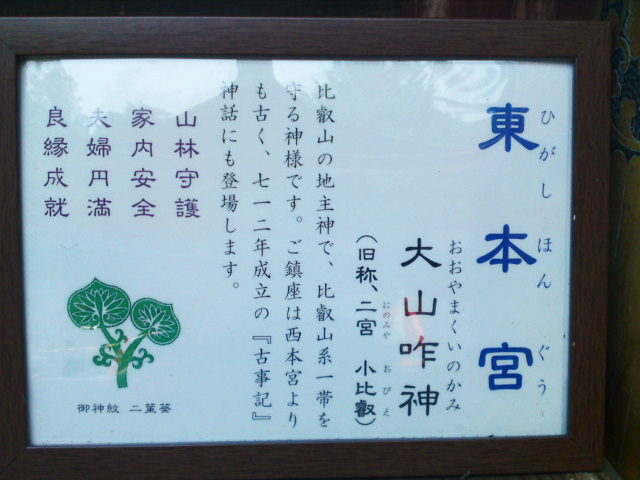 東本宮
ひがしほんぐう
大山咋神
おおやまくいのかみ
(旧称、二宮 小比叡)
にのみや おびえ
比叡山の地主神で、比叡山系一帯を
守る神様です。ご鎮座は西本宮より
も古く、七一二年成立の『古事記』
神話にも登場します。
山林守護
家内安全
夫婦円満
良縁成就
御神紋 二葉葵